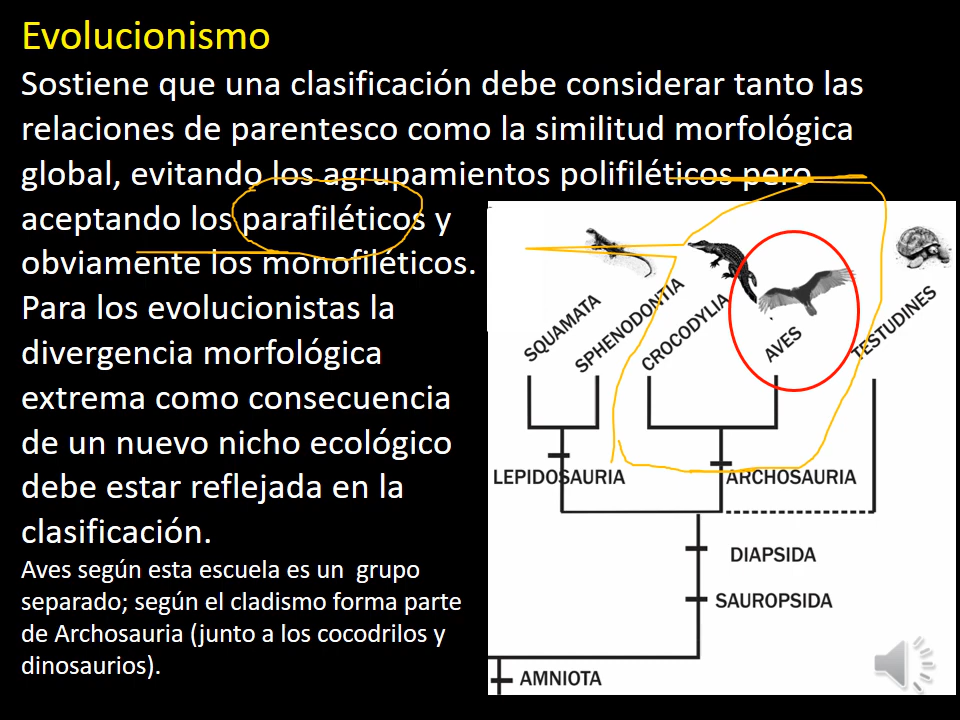 Evolucionismo
Sostiene que una clasificación debe considerar tanto las
relaciones de parentesco como la similitud morfológica
global, evitando los agrupamientos polifiléticos pero
aceptando los parafiléticos y
obviamente los monofiléticos.
Para los evolucionistas la
divergencia morfológica
extrema como consecuencia
de un nuevo nicho ecológico
debe estar reflejada en la
clasificación.
Aves según esta escuela es un grupo
separado; según el cladismo forma parte
de Archosauria (junto a los cocodrilos y
dinosaurios).
SQUAMATA
SPHENODONTIA
CROCODYLIA
AVES
TESTUDINES
LEPIDOSAURIA
ARCHOSAURIA
DIAPSIDA
SAUROPSIDA
AMNIOTA